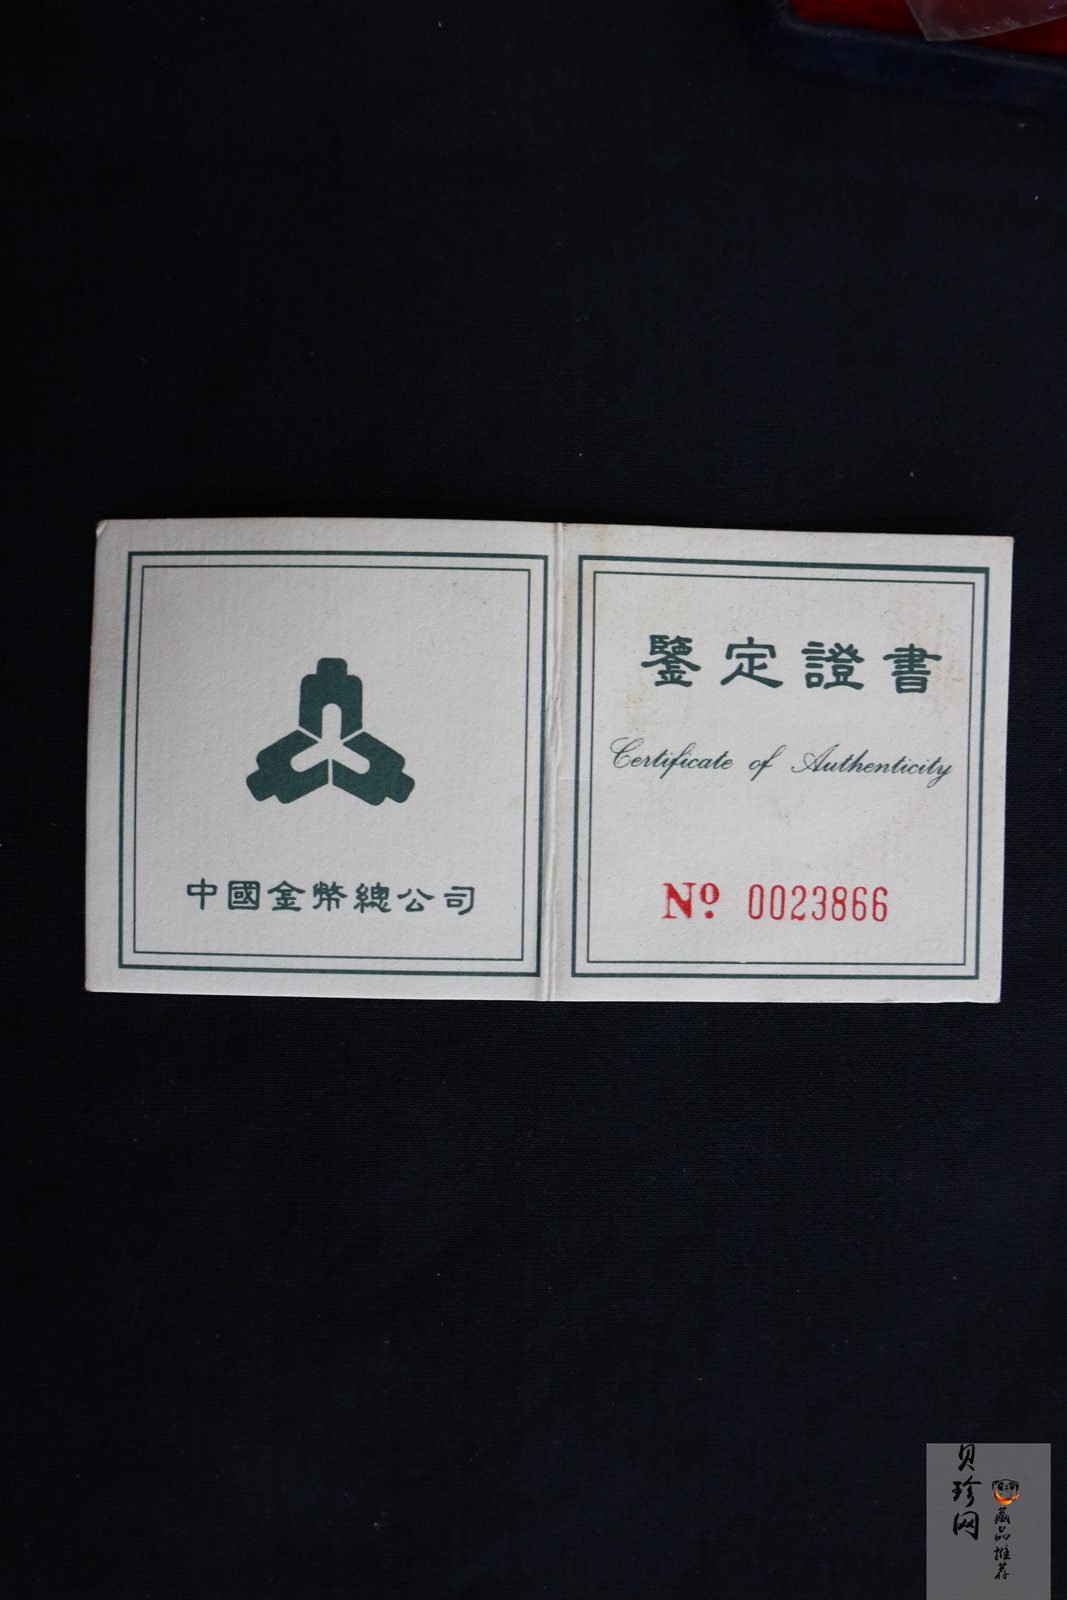 中國金幣總公司
鑒定證書
Certificate of Authenticity
Nº 0023866
贝珍网
藏品推荐